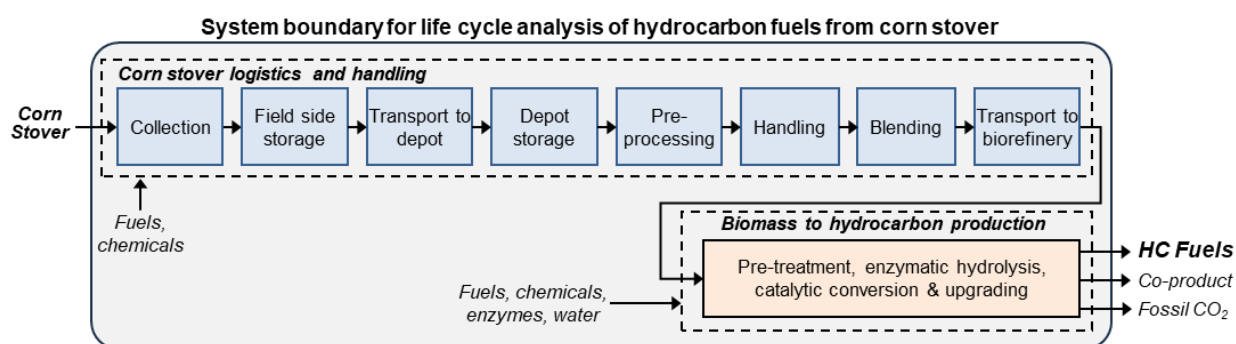 System boundary for life cycle analysis of hydrocarbon fuels from corn stover
Corn stover logistics and handling
Corn
Stover
Collection
Field side
storage
Transport to
depot
Depot
storage
Pre-
processing
Handling
Blending
Transport to
biorefinery
Fuels,
chemicals
Biomass to hydrocarbon production
Pre-treatment, enzymatic hydrolysis,
catalytic conversion & upgrading
Fuels, chemicals,
enzymes, water
HC Fuels
Co-product
Fossil CO₂